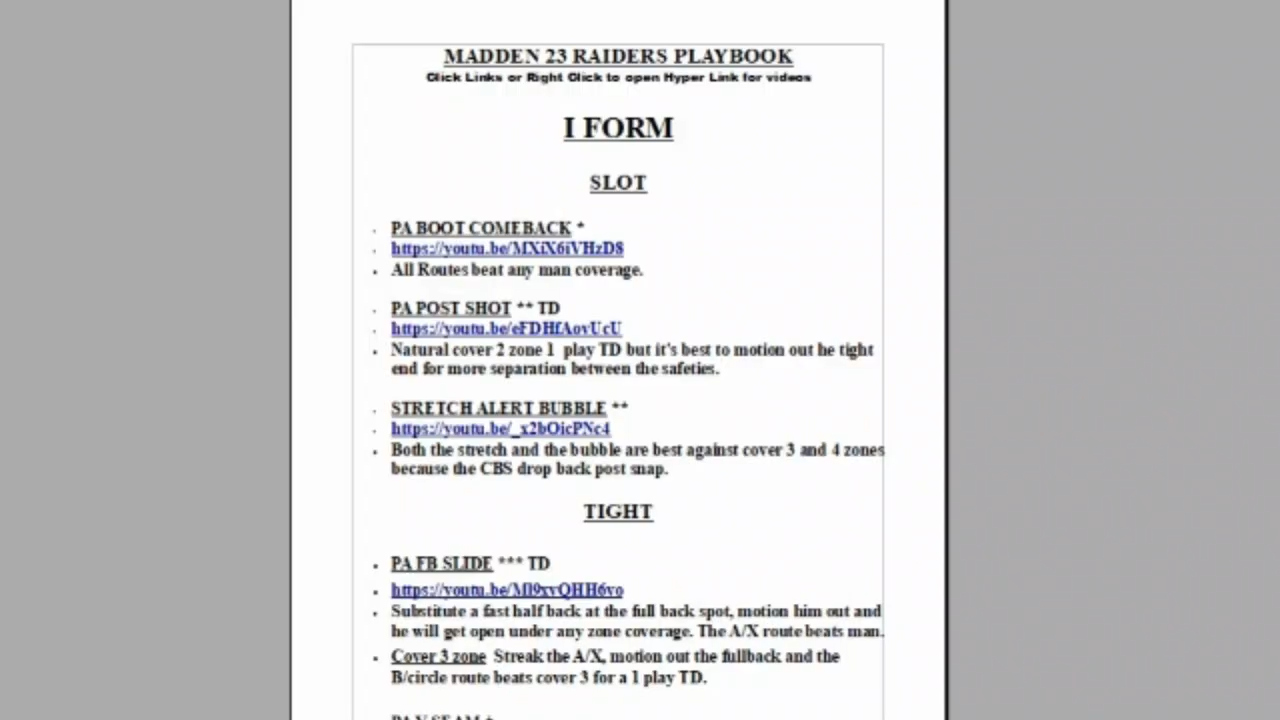 MADDEN 23 RAIDERS PLAYBOOK
Click Links or Right Click to open Hyper Link for videos
I FORM
SLOT
PA BOOT COMEBACK *
https://youtu.be/MXiX6iVHzD8
All Routes beat any man coverage.
PA POST SHOT ** TD
https://youtu.be/eFDHfAovUcU
Natural cover 2 zone 1 play TD but it's best to motion out he tight
end for more separation between the safeties.
STRETCH ALERT BUBBLE **
https://youtu.be/_x2bOicPNc4
Both the stretch and the bubble are best against cover 3 and 4 zones
because the CBS drop back post snap.
TIGHT
PA FB SLIDE *** TD
https://youtu.be/Ml9xvQHH6vo
Substitute a fast half back at the full back spot, motion him out and
he will get open under any zone coverage. The A/X route beats man.
Cover 3 zone Streak the A/X, motion out the fullback and the
B/circle route beats cover 3 for a 1 play TD.